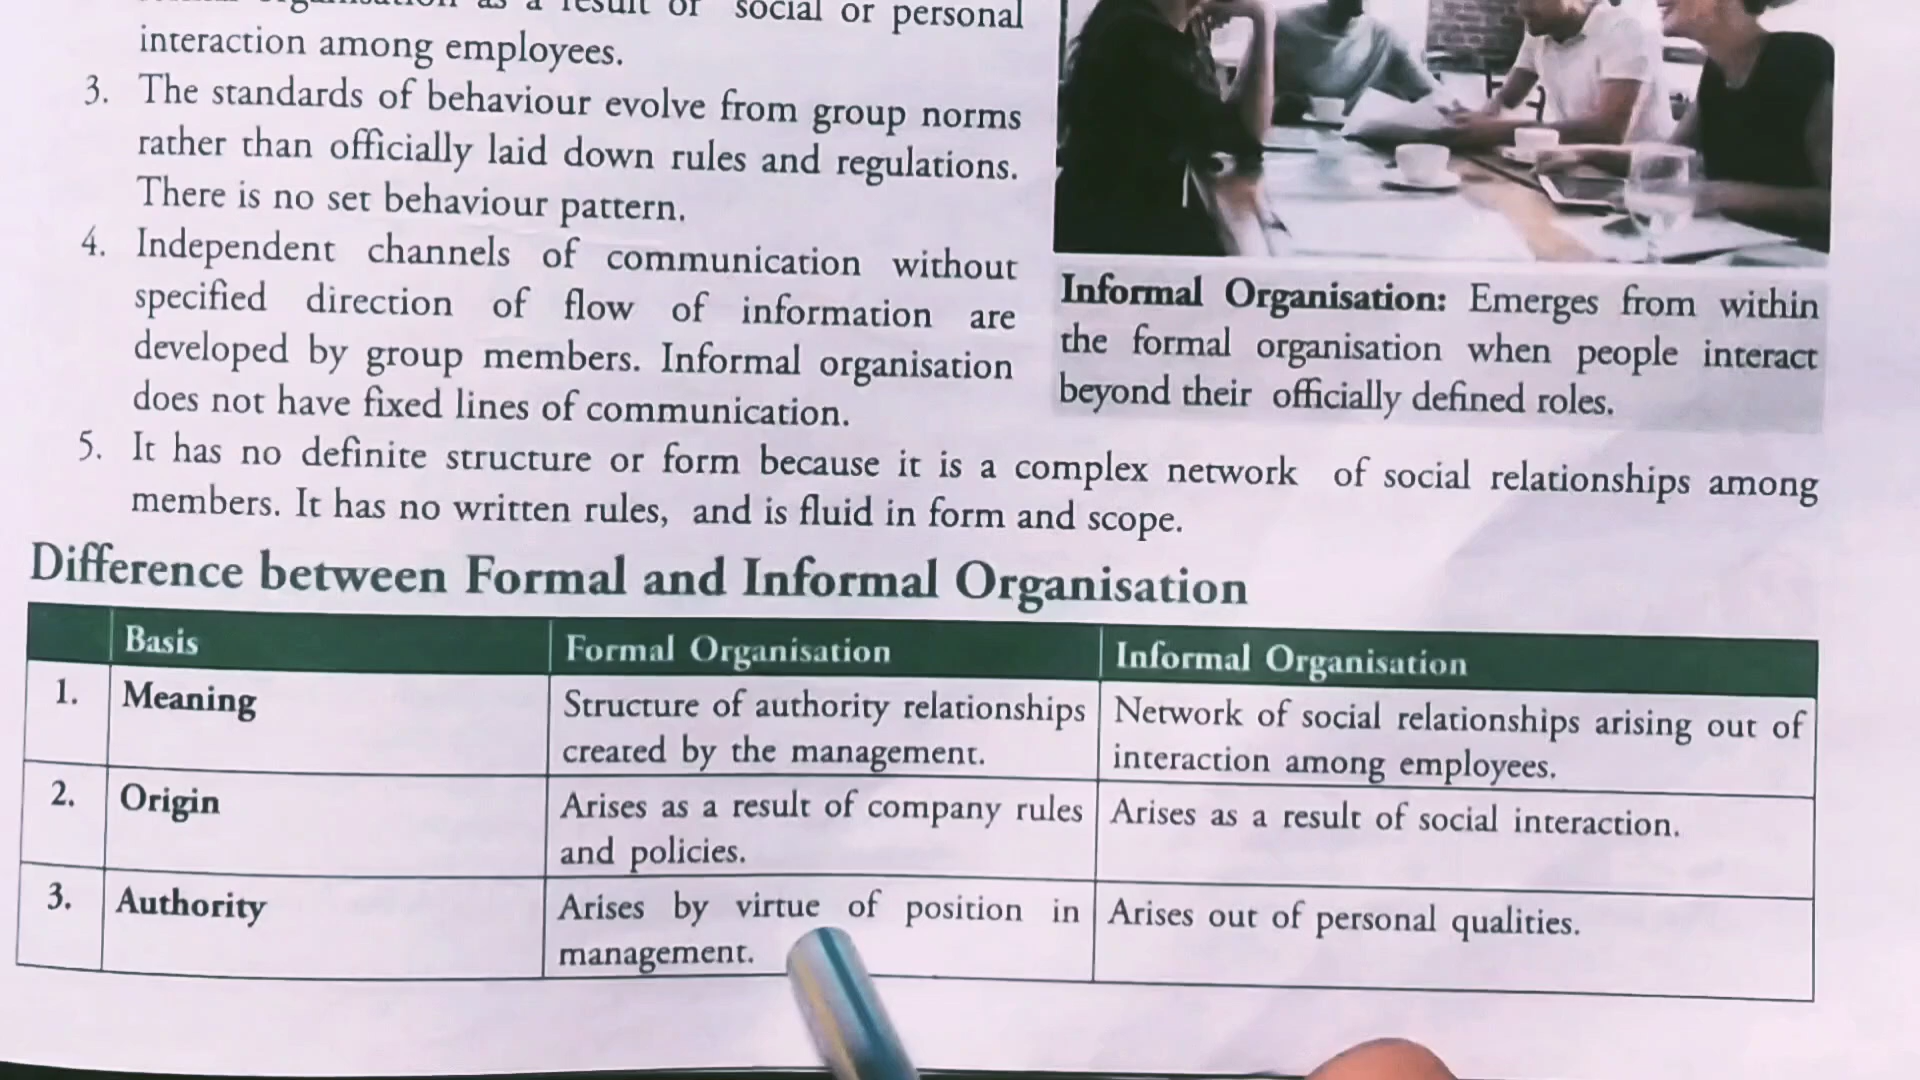 as a result of social or personal
interaction among employees.
3. The standards of behaviour evolve from group norms
rather than officially laid down rules and regulations.
There is no set behaviour pattern.
4. Independent channels of communication without
specified direction of flow of information are
developed by group members. Informal organisation
does not have fixed lines of communication.
Informal Organisation: Emerges from within
the formal organisation when people interact
beyond their officially defined roles.
5. It has no definite structure or form because it is a complex network of social relationships among
members. It has no written rules, and is fluid in form and scope.
Difference between Formal and Informal Organisation
Basis Formal Organisation Informal Organisation
1. Meaning Structure of authority relationships Network of social relationships arising out of
created by the management. interaction among employees.
2. Origin Arises as a result of company rules Arises as a result of social interaction.
and policies.
3. Authority Arises by virtue of position in Arises out of personal qualities.
management.